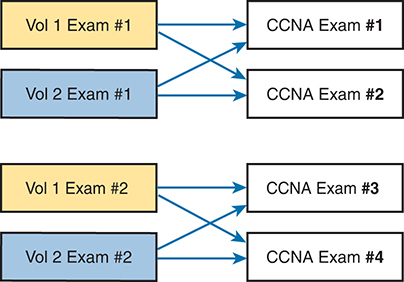 Vol 1 Exam #1
CCNA Exam #1
Vol 2 Exam #1
CCNA Exam #2
Vol 1 Exam #2
CCNA Exam #3
Vol 2 Exam #2
CCNA Exam #4